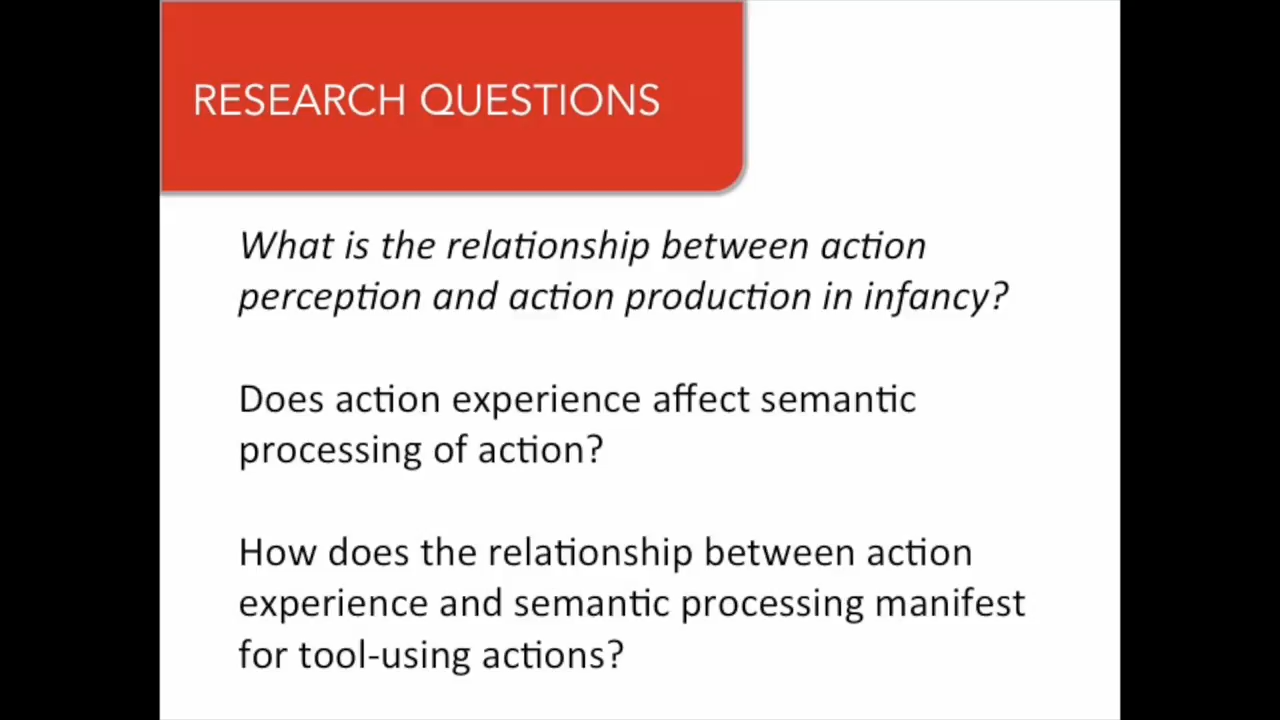 RESEARCH QUESTIONS
What is the relationship between action
perception and action production in infancy?
Does action experience affect semantic
processing of action?
How does the relationship between action
experience and semantic processing manifest
for tool-using actions?